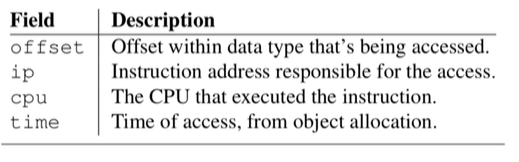 Field Description
offset Offset within data type that's being accessed.
ip Instruction address responsible for the access.
cpu The CPU that executed the instruction.
time Time of access, from object allocation.